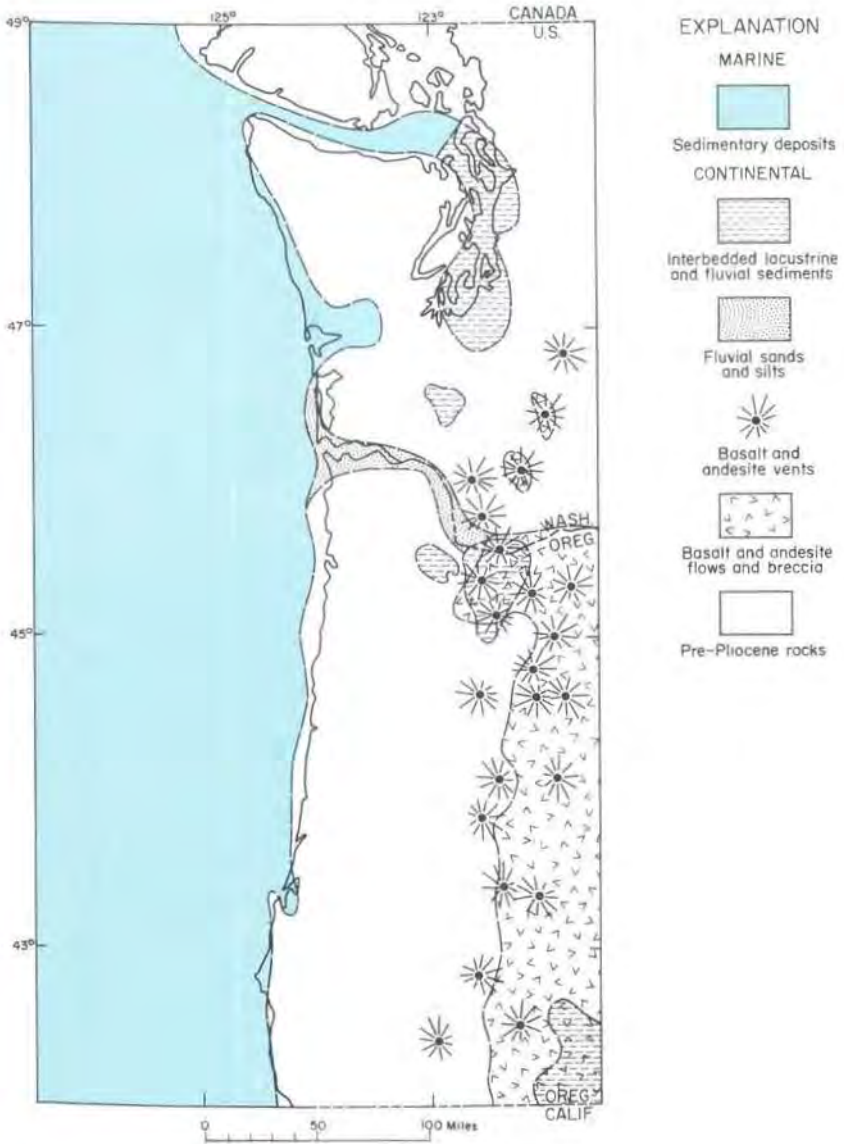 49°
125°
123°
CANADA
U.S.
47°
WASH
OREG
45°
43°
OREG
CALIF
0
50
100 Miles
EXPLANATION
MARINE
Sedimentary deposits
CONTINENTAL
Interbedded lacustrine
and fluvial sediments
Fluvial sands
and silts
Basalt and
andesite vents
Basalt and andesite
flows and breccia
Pre-Pliocene rocks